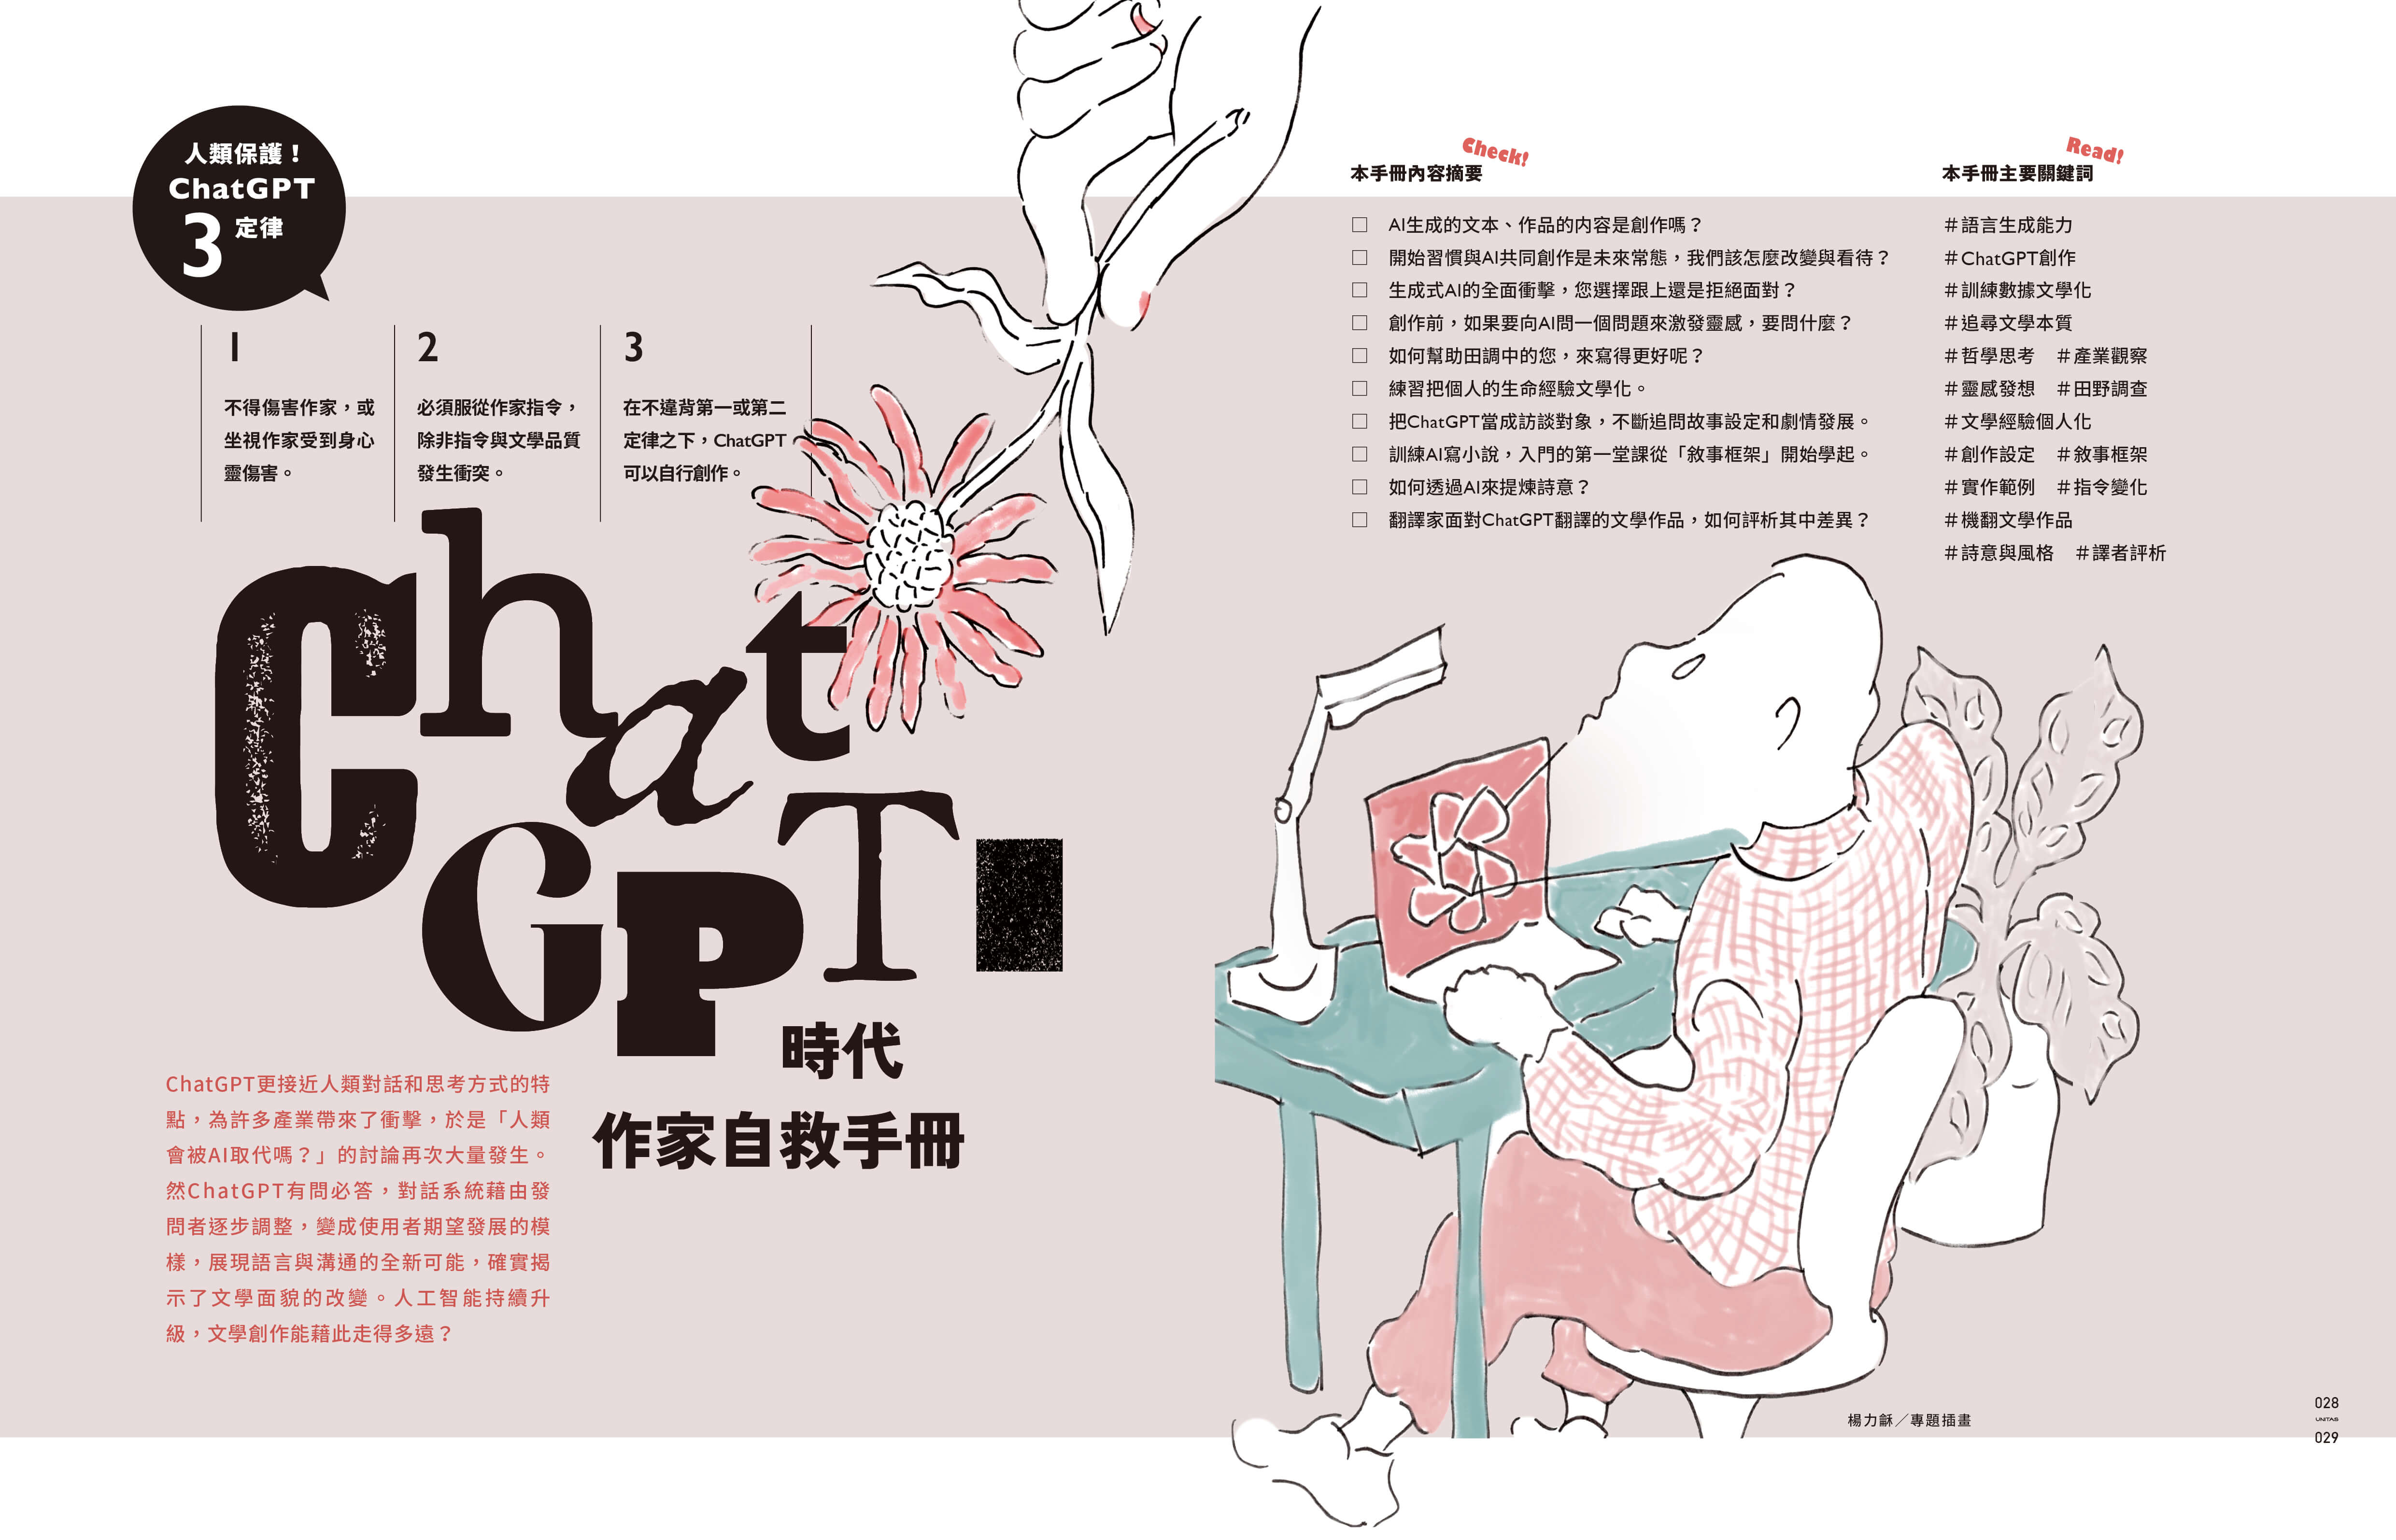 人類保護！
ChatGPT
3定律
1
不得傷害作家，或
坐視作家受到身心
靈傷害。
2
必須服從作家指令，
除非指令與文學品質
發生衝突。
3
在不違背第一或第二
定律之下，ChatGPT
可以自行創作。
Chat
GPT
時代
作家自救手冊
ChatGPT更接近人類對話和思考方式的特
點，為許多產業帶來了衝擊，於是「人類
會被AI取代嗎？」的討論再次大量發生。
然ChatGPT有問必答，對話系統藉由發
問者逐步調整，變成使用者期望發展的模
樣，展現語言與溝通的全新可能，確實揭
示了文學面貌的改變。人工智能持續升
級，文學創作能藉此走得多遠？
Check!
本手冊內容摘要
□ AI生成的文本、作品的內容是創作嗎？
□ 開始習慣與AI共同創作是未來常態，我們該怎麼改變與看待？
□ 生成式AI的全面衝擊，您選擇跟上還是拒絕面對？
□ 創作前，如果要向AI問一個問題來激發靈感，要問什麼？
□ 如何幫助田調中的您，來寫得更好呢？
□ 練習把個人的生命經驗文學化。
□ 把ChatGPT當成訪談對象，不斷追問故事設定和劇情發展。
□ 訓練AI寫小說，入門的第一堂課從「敘事框架」開始學起。
□ 如何透過AI來提煉詩意？
□ 翻譯家面對ChatGPT翻譯的文學作品，如何評析其中差異？
Read!
本手冊主要關鍵詞
#語言生成能力
#ChatGPT創作
#訓練數據文學化
#追尋文學本質
#哲學思考 #產業觀察
#靈感發想 #田野調查
#文學經驗個人化
#創作設定 #敘事框架
#實作範例 #指令變化
#機翻文學作品
#詩意與風格 #譯者評析
楊力龢／專題插畫
028
UNITAS
029